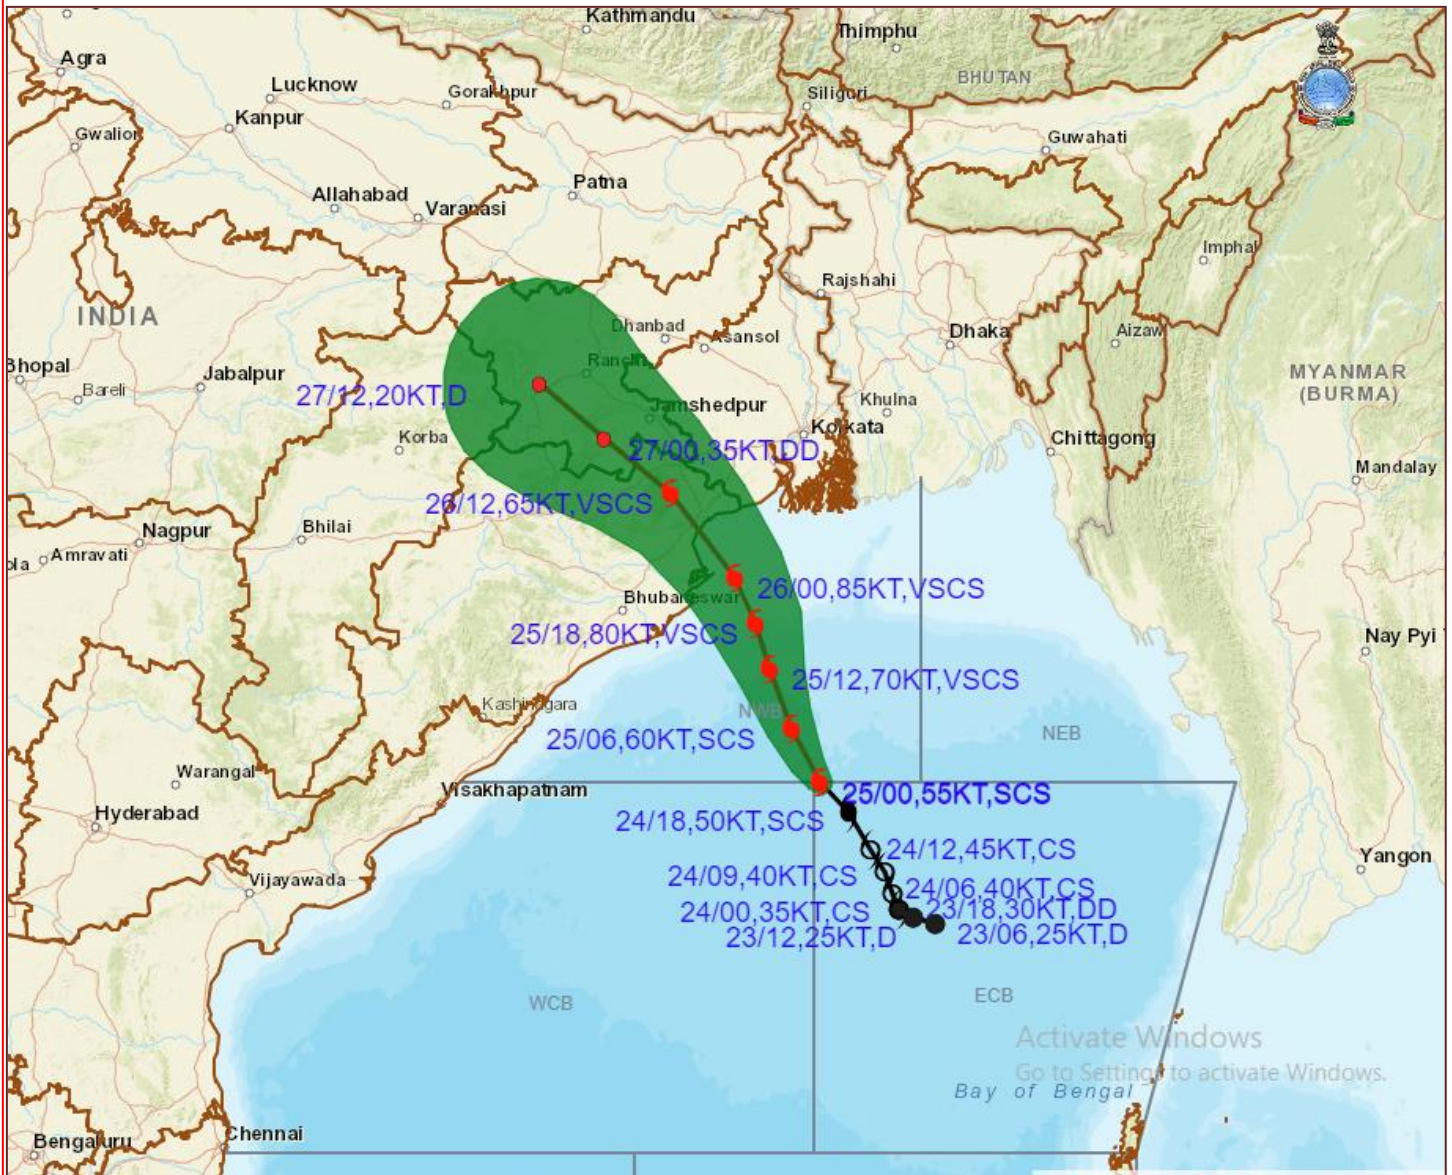 Kathmandu
Thimphu
Agra
BHUTAN
Lucknow
Gorakhpur
Siliguri
Kanpur
Gwalior
Guwahati
Patna
Allahabad
Varanasi
Imphal
Rajshahi
INDIA
Dhanbad
Asansol
Dhaka
Aizawl
Bhopal
Jabalpur
Ranchi
MYANMAR
(BURMA)
Bareli
27/12,20KT,D
Jamshedpur
Khulna
Kolkata
Korba
27/00,35KT,DD
Chittagong
Mandalay
26/12,65KT,VSCS
Nagpur
Bhilai
Amravati
ola
26/00,85KT,VSCS
Bhubaneswar
25/18,80KT,VSCS
Nay Pyi
25/12,70KT,VSCS
Kashinagara
NWB
NEB
25/06,60KT,SCS
Warangal
Visakhapatnam
25/00,55KT,SCS
Hyderabad
24/18,50KT,SCS
24/12,45KT,CS
Yangon
24/09,40KT,CS
Vijayawada
24/06,40KT,CS
24/00,35KT,CS
23/18,30KT,DD
23/12,25KT,D
23/06,25KT,D
WCB
ECB
Activate Windows
Go to Settings to activate Windows.
Bay of Bengal
Chennai
Bengaluru